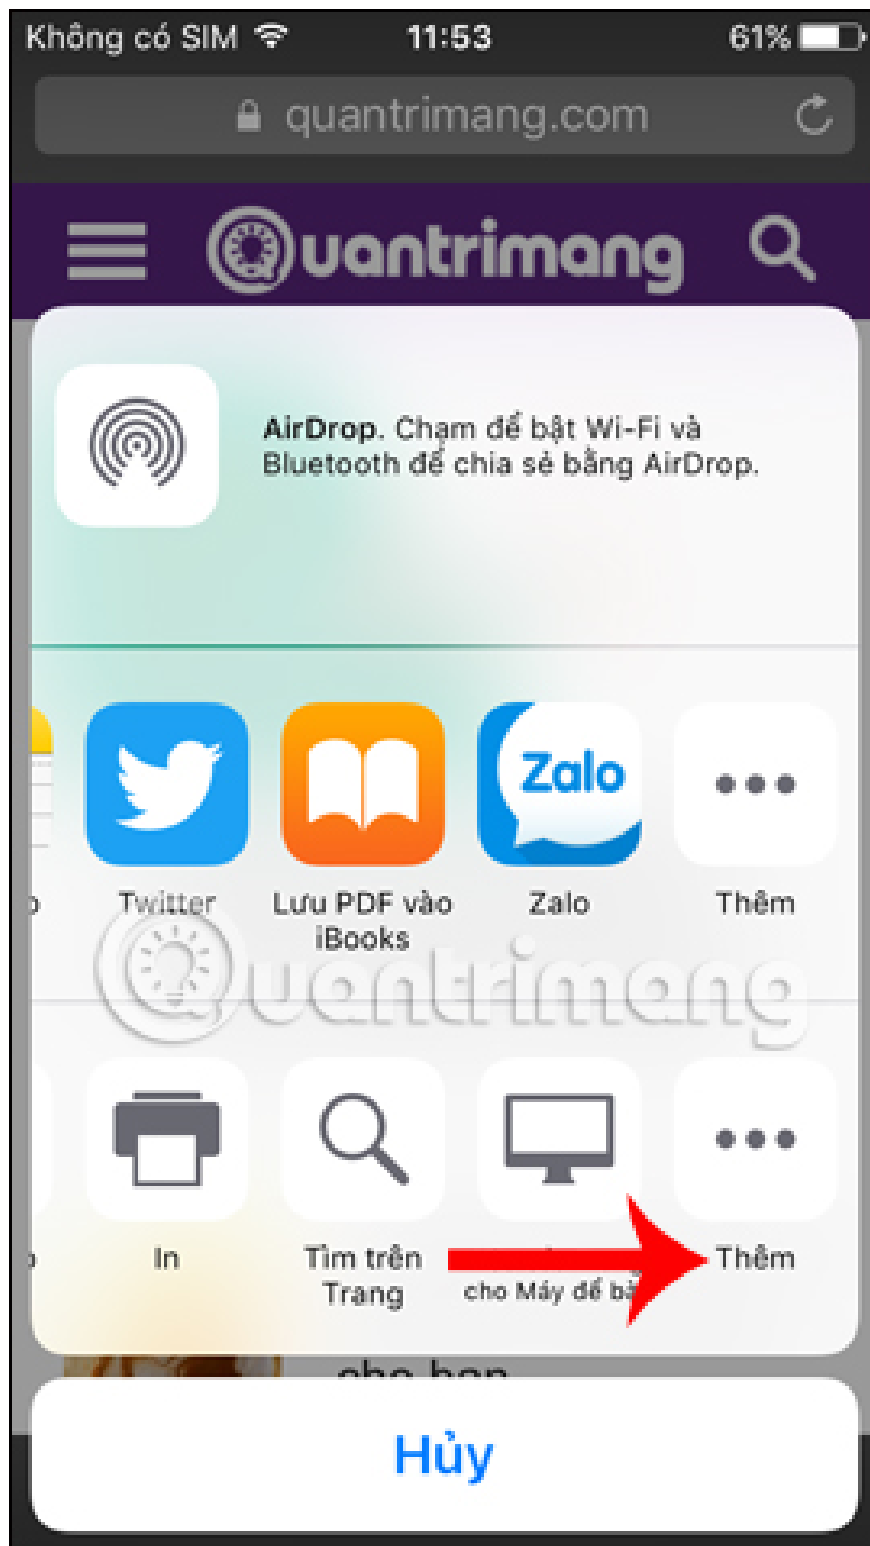 Không có SIM 11:53 61%
quantrimang.com
Quantrimang
AirDrop. Chạm để bật Wi-Fi và
Bluetooth để chia sẻ bằng AirDrop.
Zalo
Twitter Lưu PDF vào Zalo Thêm
iBooks
Quantrimang
In Tìm trên Thêm
Trang cho Máy để
Hủy